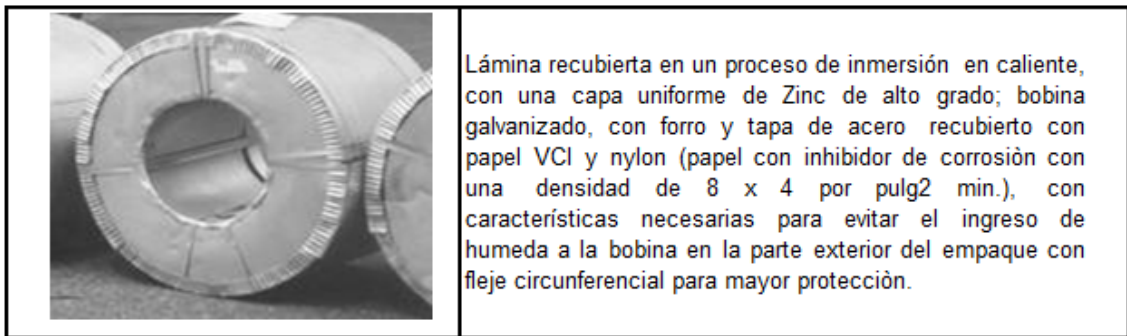 Lámina recubierta en un proceso de inmersión en caliente,
con una capa uniforme de Zinc de alto grado; bobina
galvanizado, con forro y tapa de acero recubierto con
papel VCI y nylon (papel con inhibidor de corrosiòn con
una densidad de 8 x 4 por pulg2 min.), con
características necesarias para evitar el ingreso de
humeda a la bobina en la parte exterior del empaque con
fleje circunferencial para mayor protecciòn.